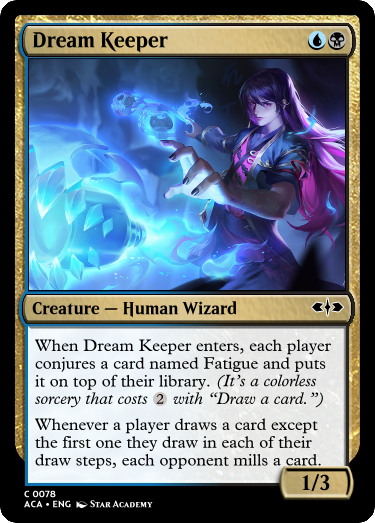 Dream Keeper
When Dream Keeper enters, each player
conjures a card named Fatigue and puts
it on top of their library. (It's a colorless
sorcery that costs 2 with “Draw a card.”)
Whenever a player draws a card except
the first one they draw in each of their
draw steps, each opponent mills a card.
Creature — Human Wizard
1/3
C 0078
ACA • ENG Star Academy